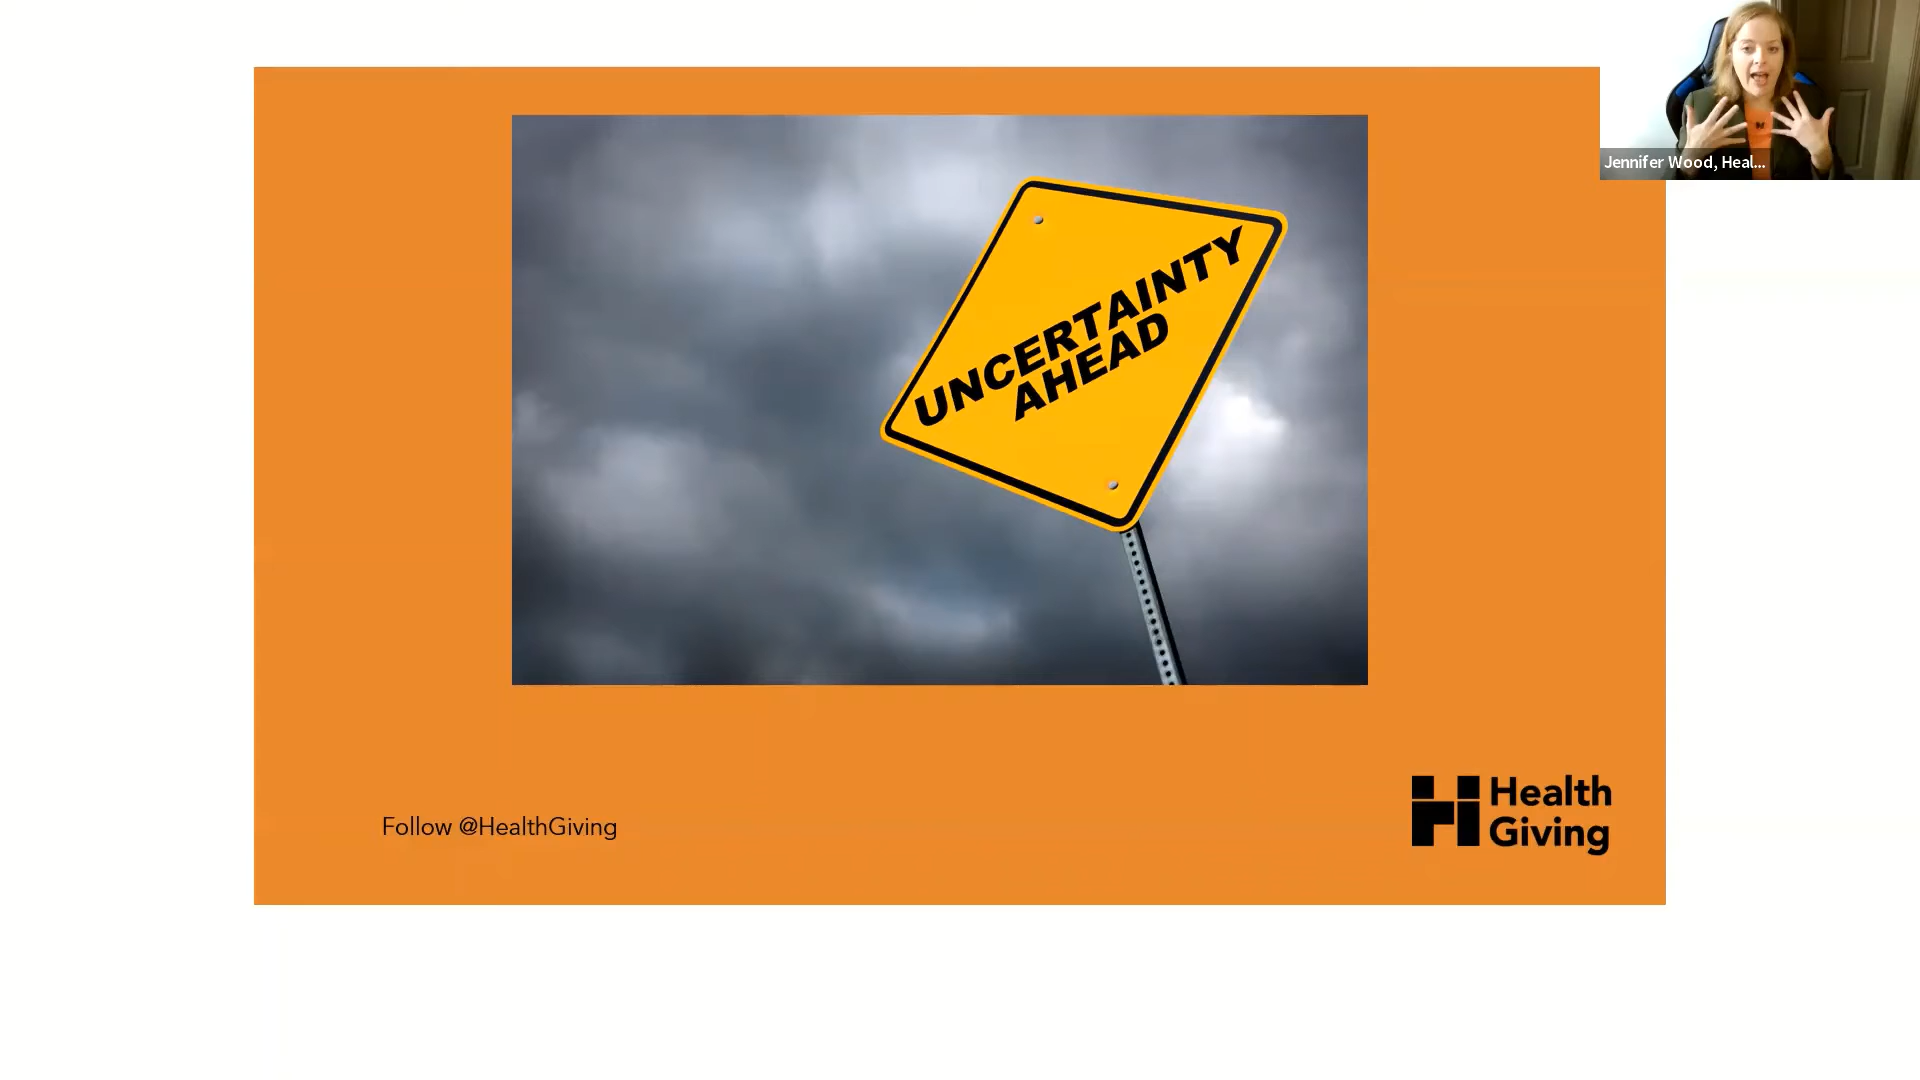 Jennifer Wood, Heal...
UNCERTAINTY
AHEAD
Follow @HealthGiving
Health
Giving